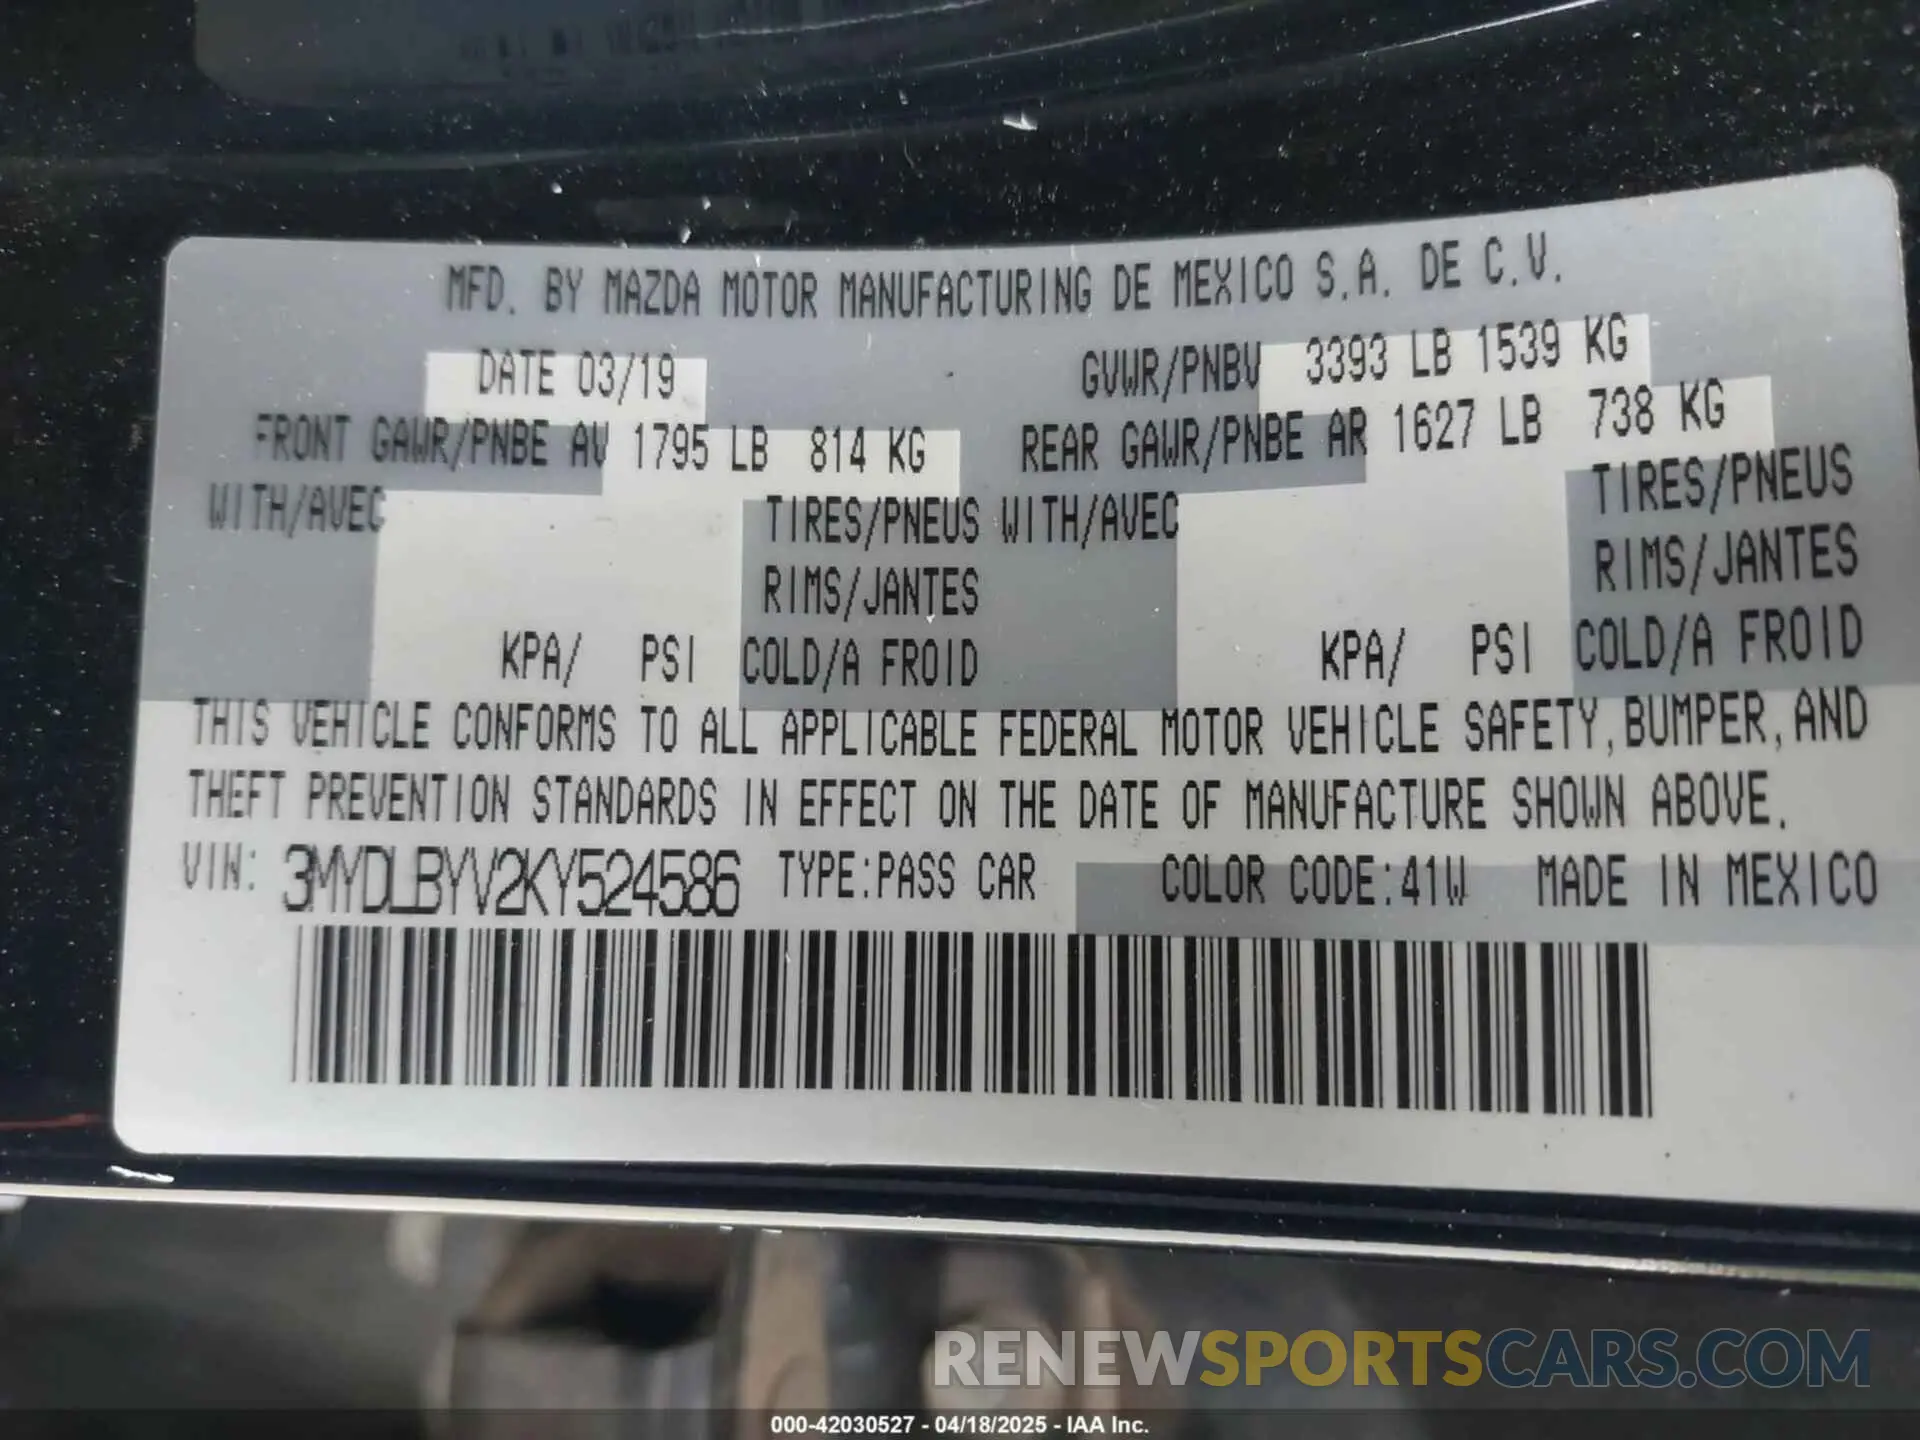 MFD. BY MAZDA MOTOR MANUFACTURING DE MEXICO S.A. DE C.V.
DATE 03/19 GVWR/PNBV 3393 LB 1539 KG
FRONT GAWR/PNBE AV 1795 LB 814 KG REAR GAWR/PNBE AR 1627 LB 738 KG
WITH/AVEC TIRES/PNEUS WITH/AVEC TIRES/PNEUS
RIMS/JANTES RIMS/JANTES
KPA/ PSI COLD/A FROID KPA/ PSI COLD/A FROID
THIS VEHICLE CONFORMS TO ALL APPLICABLE FEDERAL MOTOR VEHICLE SAFETY, BUMPER, AND
THEFT PREVENTION STANDARDS IN EFFECT ON THE DATE OF MANUFACTURE SHOWN ABOVE.
VIN: 3MYDLBYV2KY524586 TYPE:PASS CAR COLOR CODE:41W MADE IN MEXICO
RENEWSPORTSCARS.COM
000-42030527 - 04/18/2025 - IAA Inc.